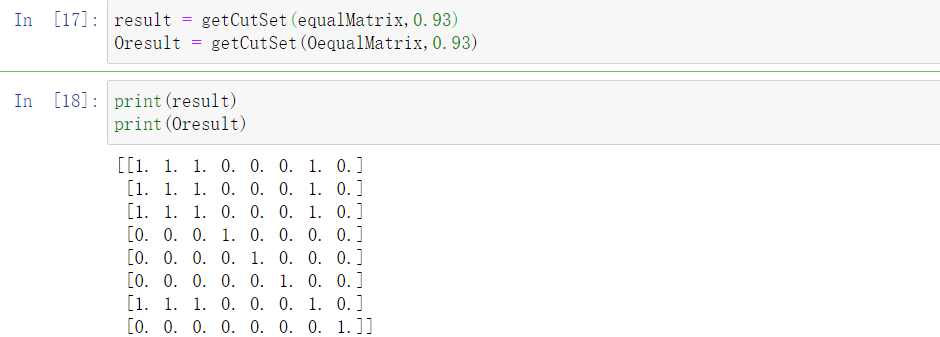 In [17]: result = getCutSet(equalMatrix,0.93)
Oresult = getCutSet(OequalMatrix,0.93)
In [18]: print(result)
print(Oresult)
[[1. 1. 1. 0. 0. 0. 1. 0.]
[1. 1. 1. 0. 0. 0. 1. 0.]
[1. 1. 1. 0. 0. 0. 1. 0.]
[0. 0. 0. 1. 0. 0. 0. 0.]
[0. 0. 0. 0. 1. 0. 0. 0.]
[0. 0. 0. 0. 0. 1. 0. 0.]
[1. 1. 1. 0. 0. 0. 1. 0.]
[0. 0. 0. 0. 0. 0. 0. 1.]]